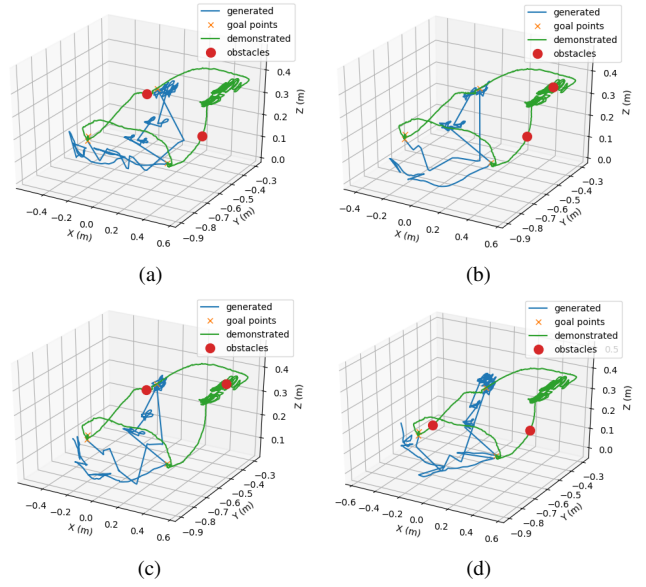 generated
goal points
demonstrated
obstacles
0.4
0.3
0.2
0.1
0.0
Z (m)
−0.3
−0.4
−0.5
−0.6
−0.7
−0.8
−0.9
Y (m)
−0.4
−0.2
0.0
0.2
0.4
0.6
X (m)
(a)
generated
goal points
demonstrated
obstacles
0.4
0.3
0.2
0.1
0.0
Z (m)
−0.3
−0.4
−0.5
−0.6
−0.7
−0.8
−0.9
Y (m)
−0.4
−0.2
0.0
0.2
0.4
0.6
X (m)
(b)
generated
goal points
demonstrated
obstacles
0.4
0.3
0.2
0.1
Z (m)
−0.3
−0.4
−0.5
−0.6
−0.7
−0.8
−0.9
Y (m)
−0.4
−0.2
0.0
0.2
0.4
0.6
X (m)
(c)
generated
goal points
demonstrated
obstacles 0.5
0.4
0.3
0.2
0.1
0.0
Z (m)
−0.3
−0.4
−0.5
−0.6
−0.7
−0.8
−0.9
Y (m)
−0.6
−0.4
−0.2
0.0
0.2
0.4
0.6
X (m)
(d)